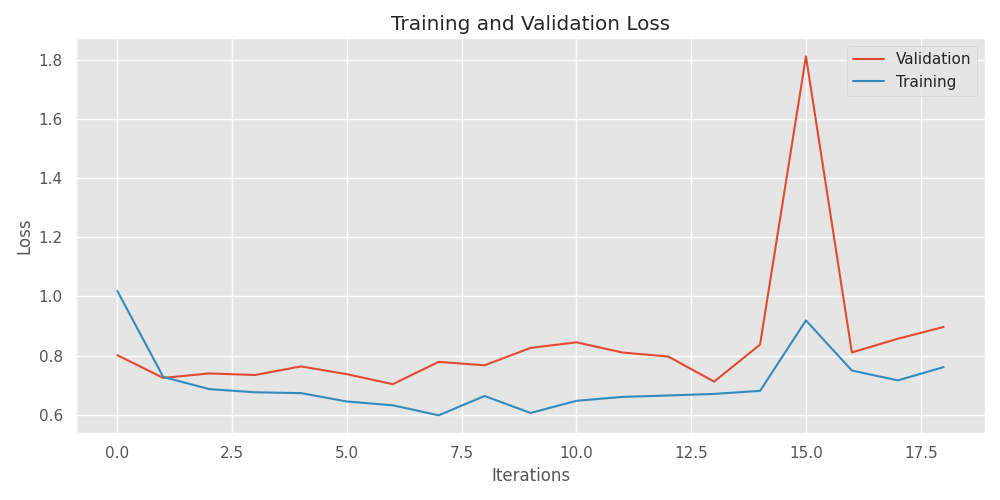 Training and Validation Loss
Validation
Training
1.8
1.6
1.4
1.2
1.0
0.8
0.6
Loss
0.0 2.5 5.0 7.5 10.0 12.5 15.0 17.5
Iterations